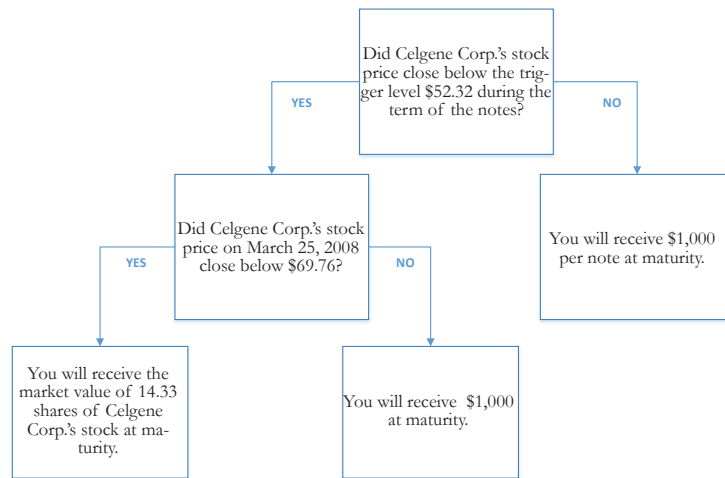 Did Celgene Corp.'s stock
price close below the trig-
ger level $52.32 during the
term of the notes?
YES
NO
Did Celgene Corp.'s stock
price on March 25, 2008
close below $69.76?
You will receive $1,000
per note at maturity.
YES
NO
You will receive the
market value of 14.33
shares of Celgene
Corp.'s stock at ma-
turity.
You will receive  $1,000
at maturity.